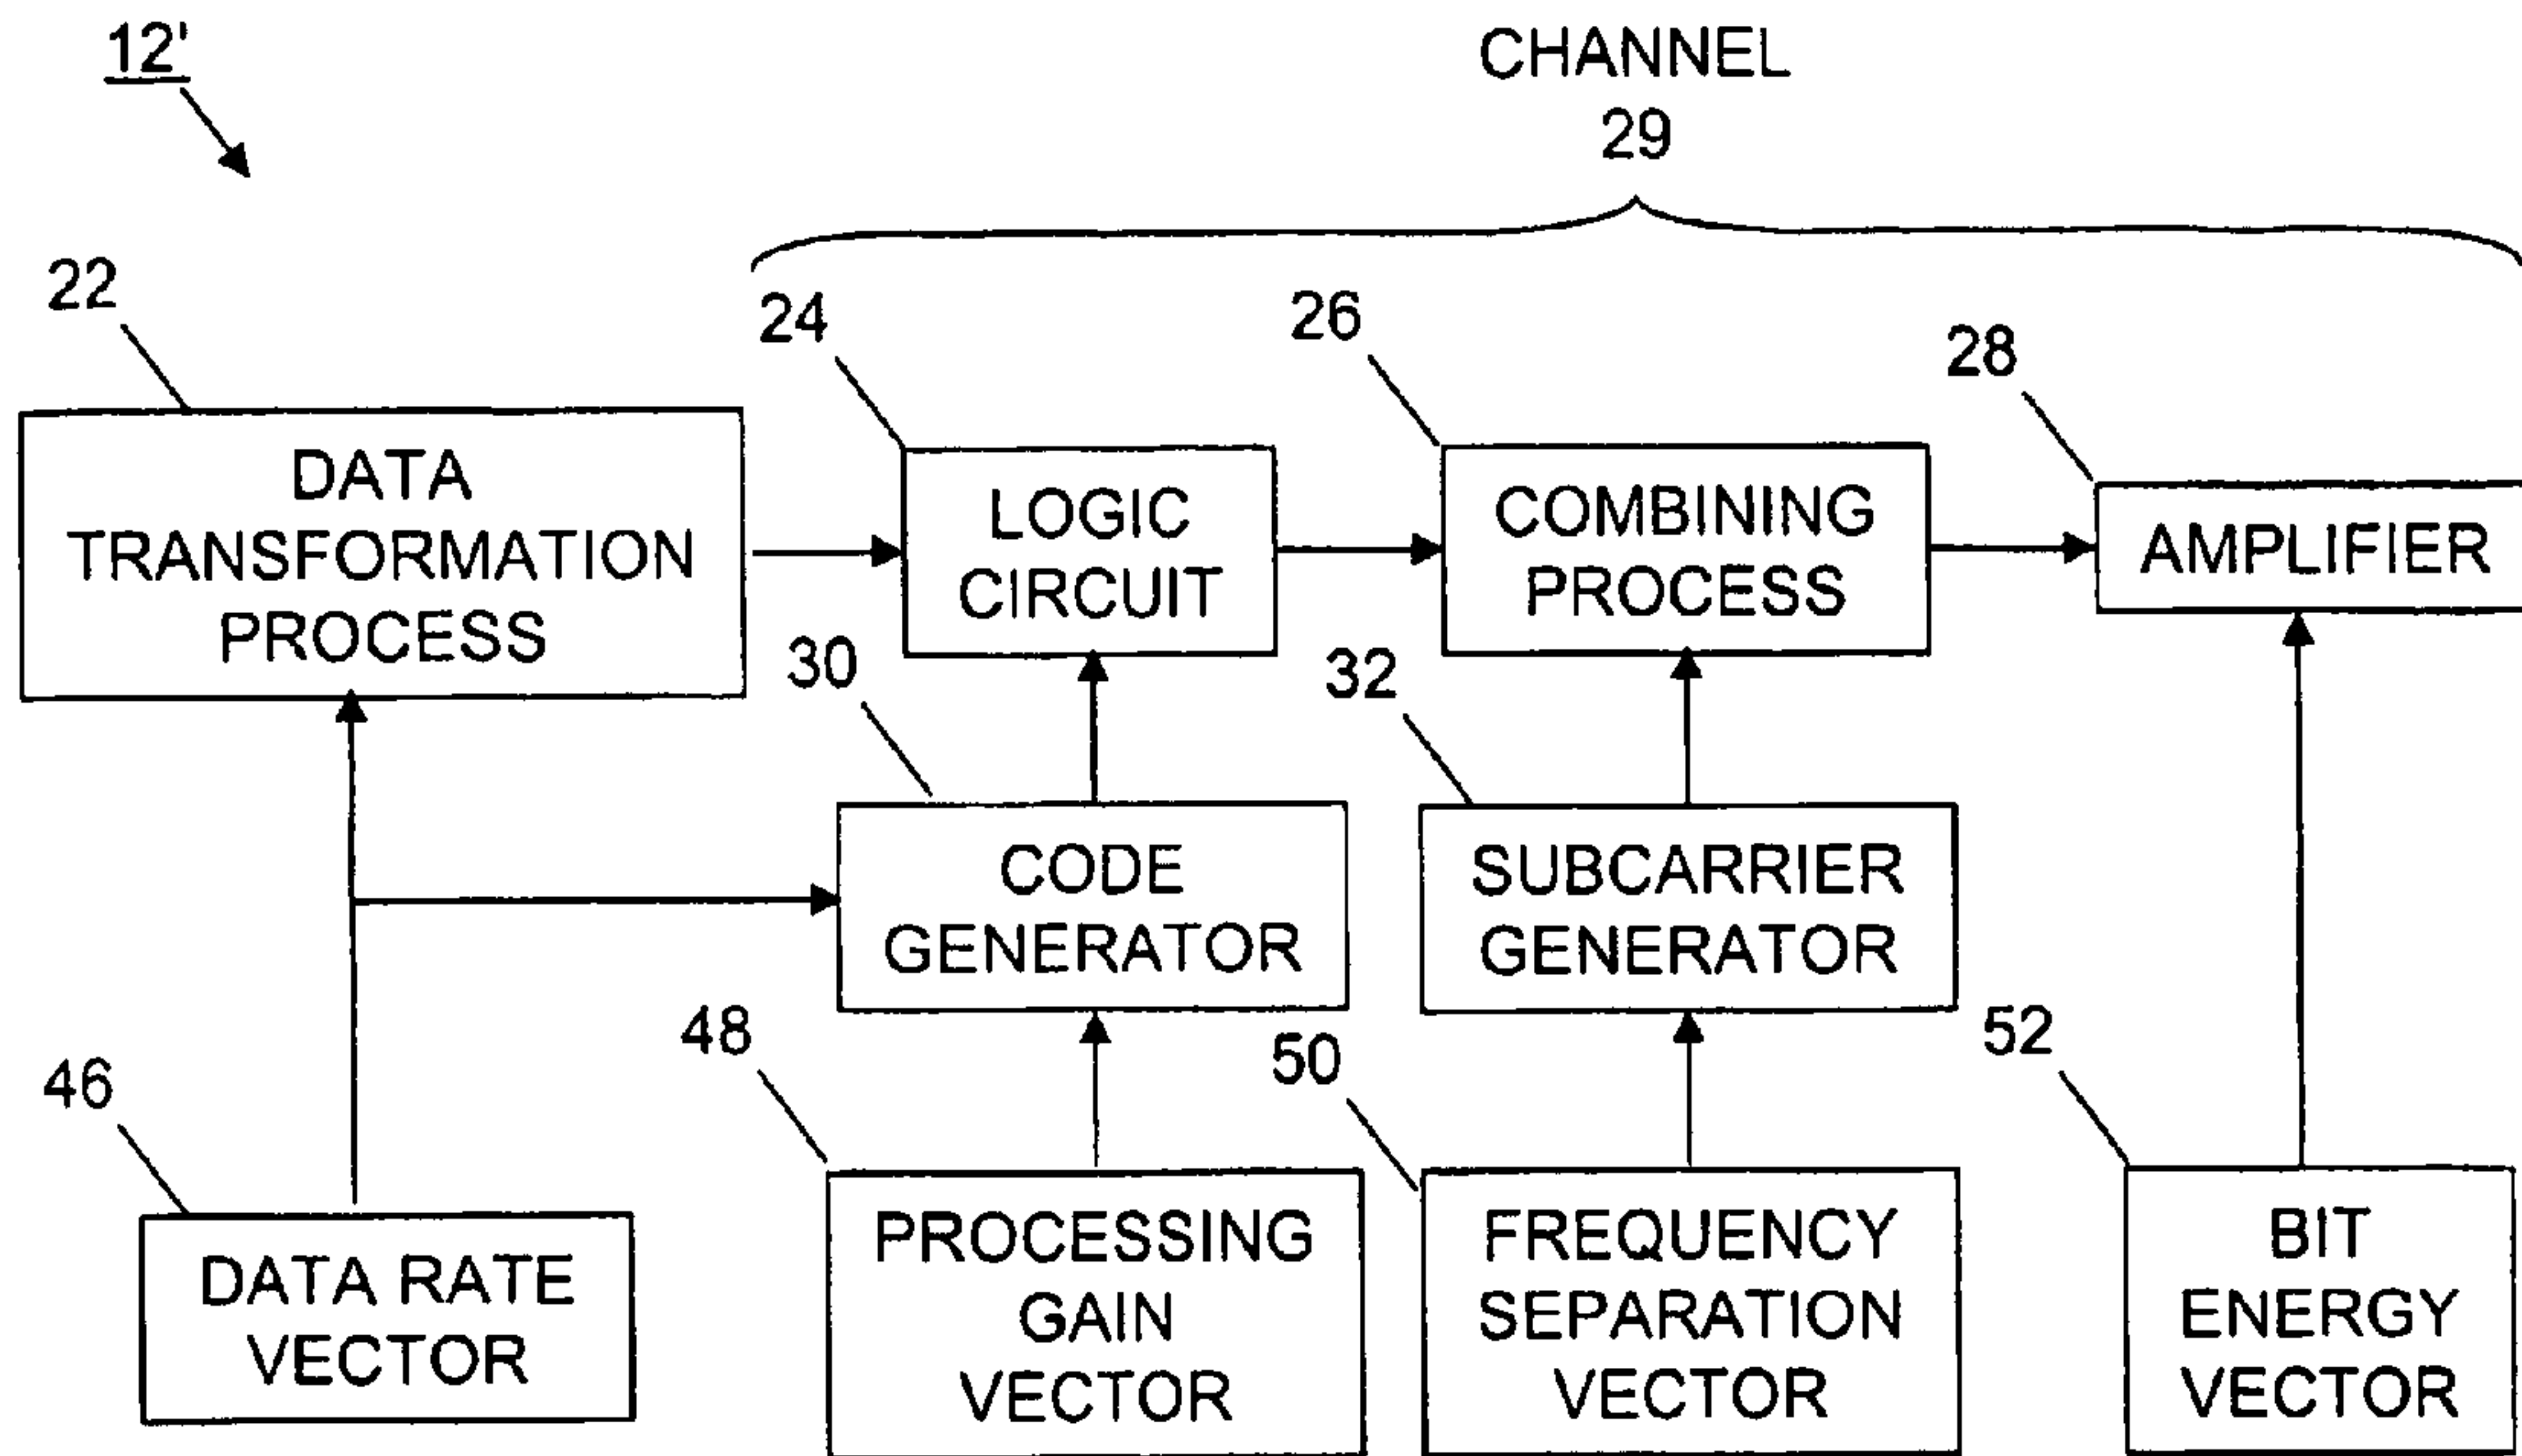 12'
CHANNEL
29
22
24
26
28
DATA
TRANSFORMATION
PROCESS
LOGIC
CIRCUIT
COMBINING
PROCESS
AMPLIFIER
30
32
CODE
GENERATOR
SUBCARRIER
GENERATOR
46
48
50
52
DATA RATE
VECTOR
PROCESSING
GAIN
VECTOR
FREQUENCY
SEPARATION
VECTOR
BIT
ENERGY
VECTOR